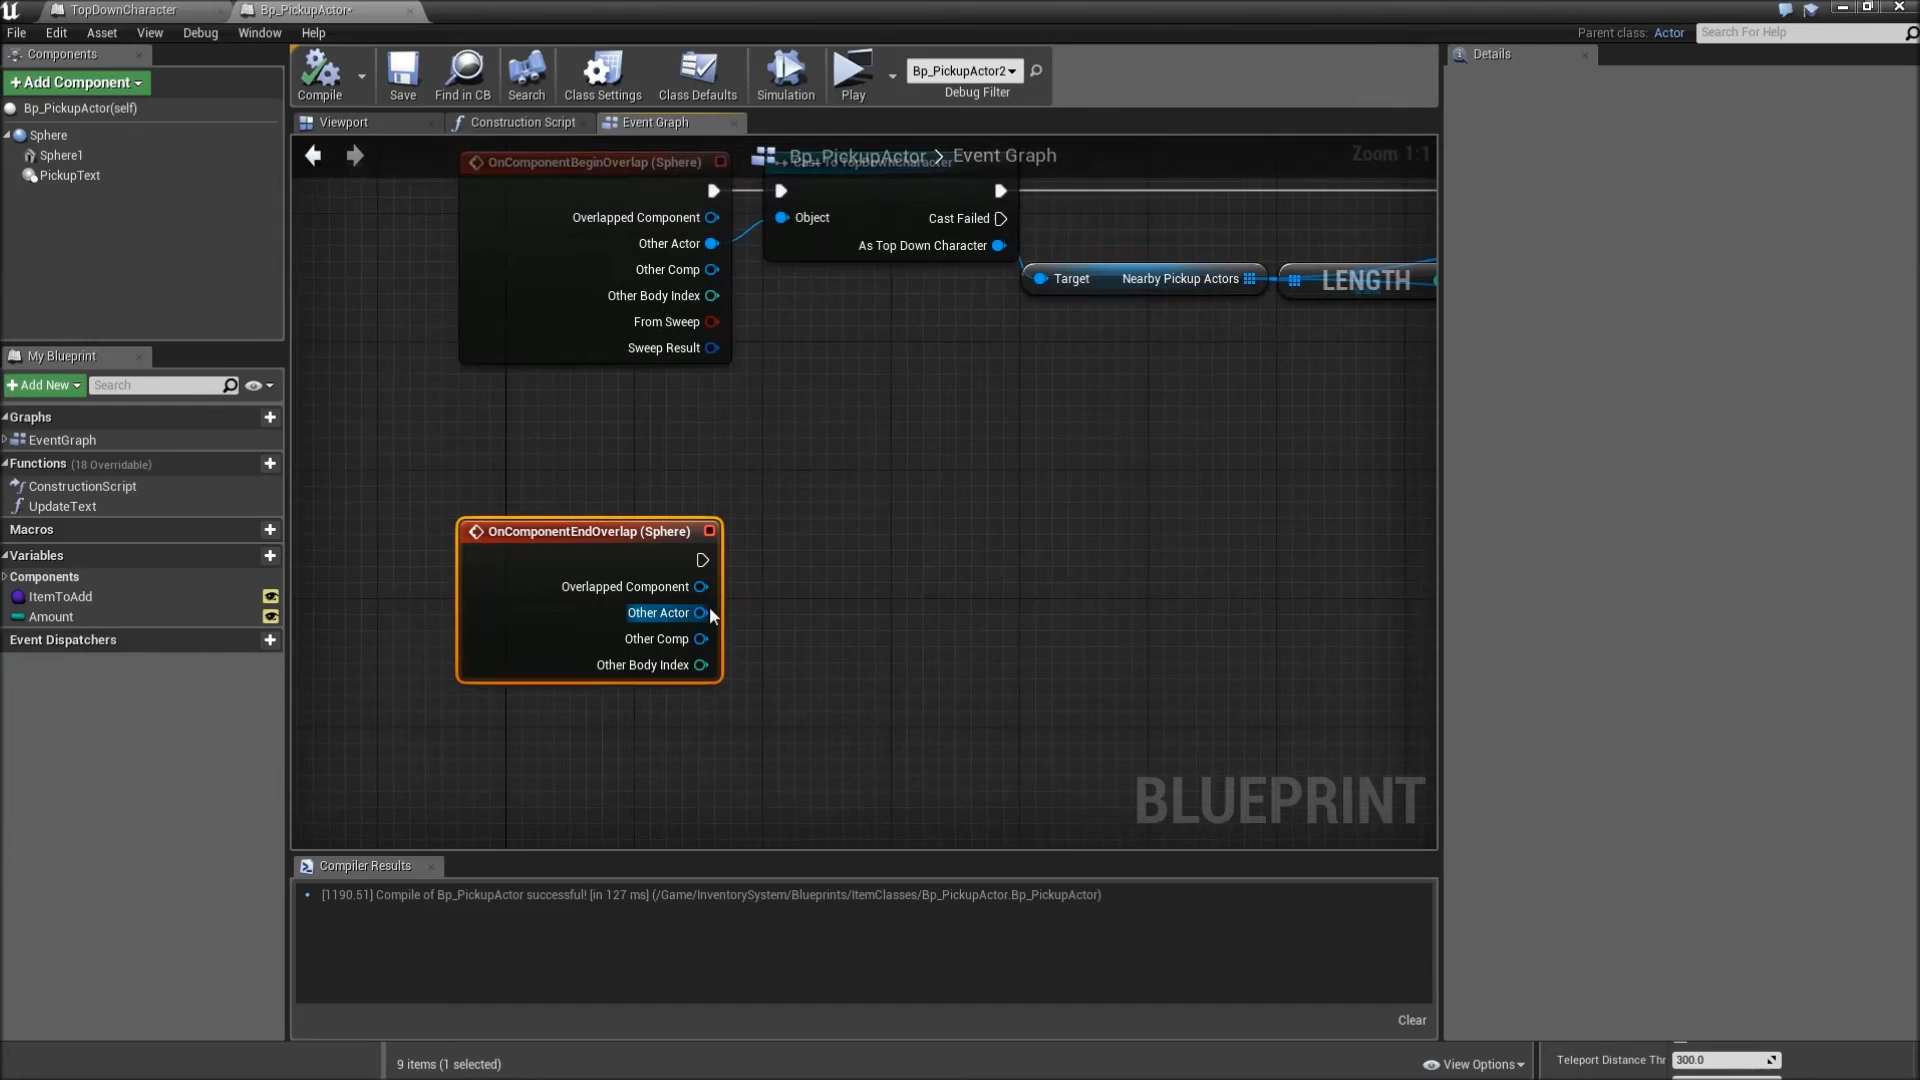 TopDownCharacter
Bp_PickupActor*
File Edit Asset View Debug Window Help
Parent class: Actor
Search For Help
Components
+Add Component
Bp_PickupActor(self)
Sphere
Sphere1
PickupText
Compile
Save
Find in CB
Search
Class Settings
Class Defaults
Simulation
Play
Bp_PickupActor2
Debug Filter
Details
Viewport
Construction Script
Event Graph
Bp_PickupActor > Event Graph
Zoom 1:1
OnComponentBeginOverlap (Sphere)
Overlapped Component
Other Actor
Other Comp
Other Body Index
From Sweep
Sweep Result
Cast To TopDownCharacter
Object
Cast Failed
As Top Down Character
Target
Nearby Pickup Actors
LENGTH
My Blueprint
+Add New
Search
Graphs
EventGraph
Functions (18 Overridable)
ConstructionScript
UpdateText
Macros
Variables
Components
ItemToAdd
Amount
Event Dispatchers
OnComponentEndOverlap (Sphere)
Overlapped Component
Other Actor
Other Comp
Other Body Index
BLUEPRINT
Compiler Results
[1190.51] Compile of Bp_PickupActor successful! [in 127 ms] (/Game/InventorySystem/Blueprints/ItemClasses/Bp_PickupActor.Bp_PickupActor)
Clear
9 items (1 selected)
View Options
Teleport Distance Thr
300.0